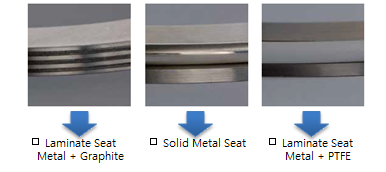 □ Laminate Seat
Metal + Graphite
□ Solid Metal Seat
□ Laminate Seat
Metal + PTFE